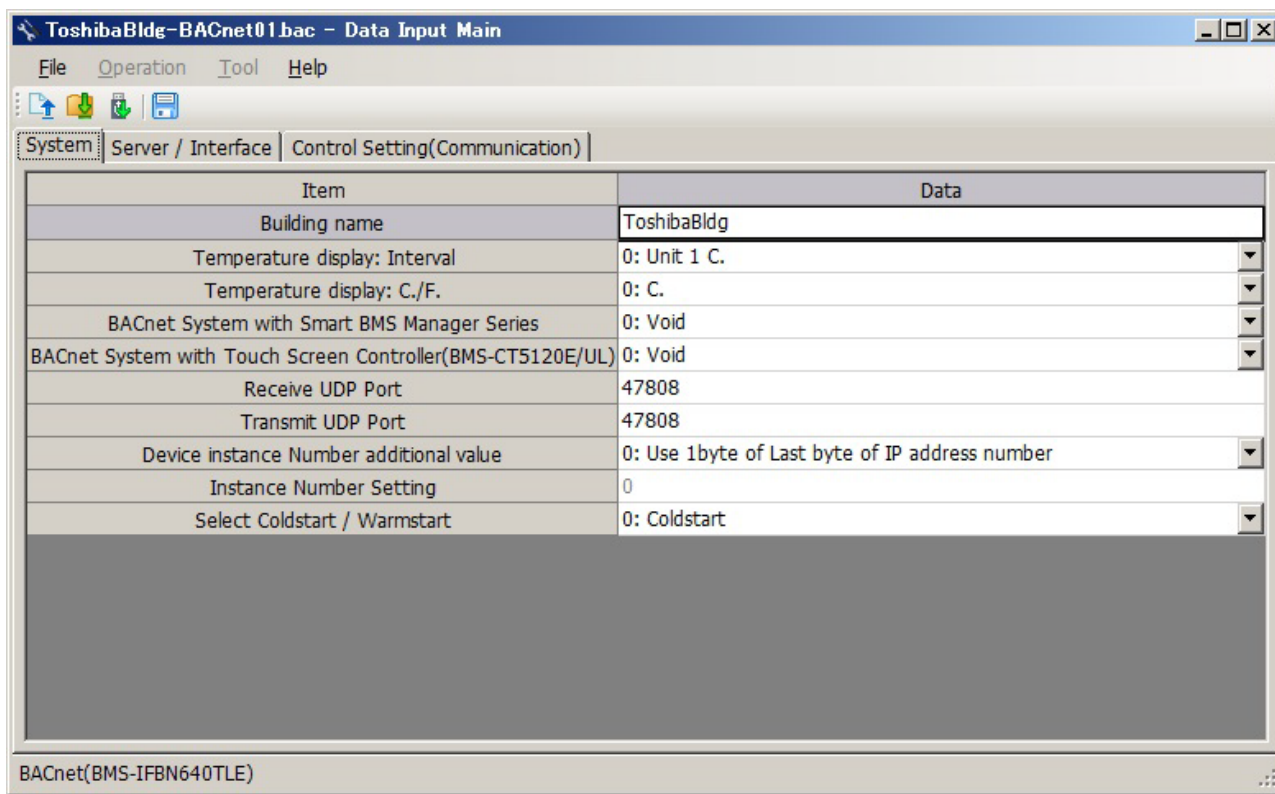 ToshibaBldg-BACnet01.bac - Data Input Main
File Operation Tool Help
System Server / Interface Control Setting(Communication)
Item Data
Building name ToshibaBldg
Temperature display: Interval 0: Unit 1 C.
Temperature display: C./F. 0: C.
BACnet System with Smart BMS Manager Series 0: Void
BACnet System with Touch Screen Controller(BMS-CT5120E/UL) 0: Void
Receive UDP Port 47808
Transmit UDP Port 47808
Device instance Number additional value 0: Use 1byte of Last byte of IP address number
Instance Number Setting 0
Select Coldstart / Warmstart 0: Coldstart
BACnet(BMS-IFBN640TLE)